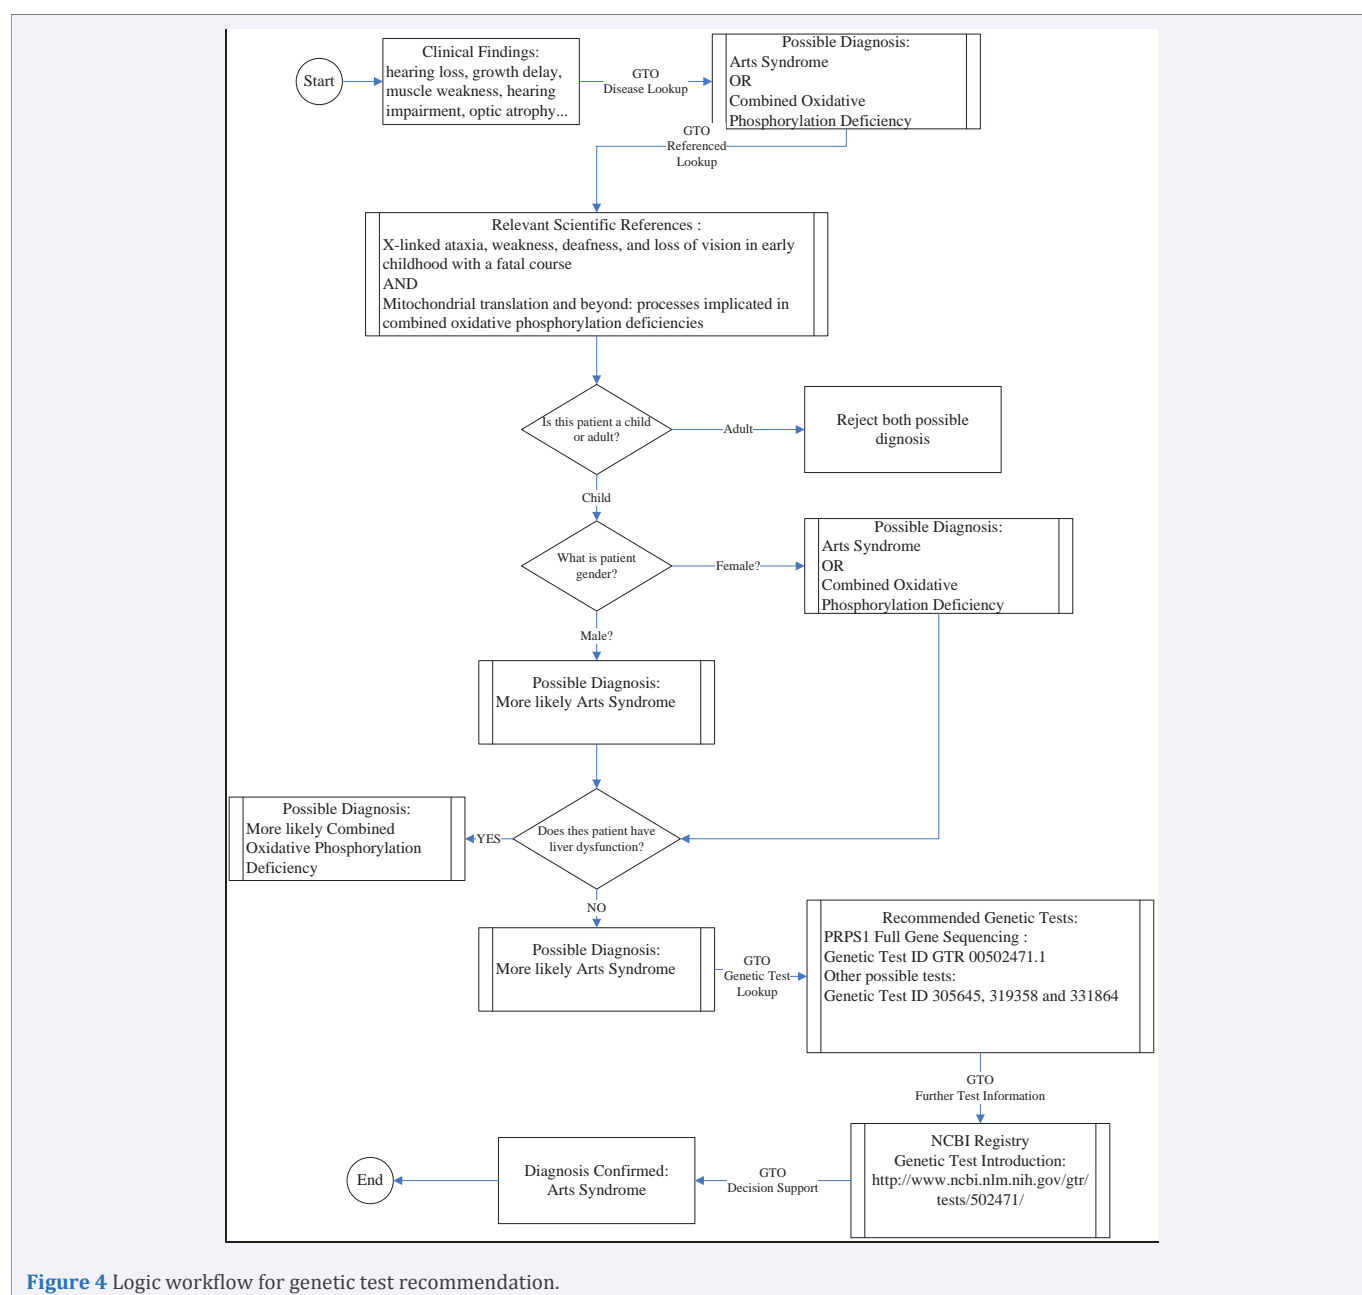 Start
Clinical Findings:
hearing loss, growth delay,
muscle weakness, hearing
impairment, optic atrophy...
GTO
Disease Lookup
Possible Diagnosis:
Arts Syndrome
OR
Combined Oxidative
Phosphorylation Deficiency
GTO
Referenced
Lookup
Relevant Scientific References :
X-linked ataxia, weakness, deafness, and loss of vision in early
childhood with a fatal course
AND
Mitochondrial translation and beyond: processes implicated in
combined oxidative phosphorylation deficiencies
Is this patient a child
or adult?
Adult
Reject both possible
dignosis
Child
What is patient
gender?
Female?
Possible Diagnosis:
Arts Syndrome
OR
Combined Oxidative
Phosphorylation Deficiency
Male?
Possible Diagnosis:
More likely Arts Syndrome
Does thes patient have
liver dysfunction?
YES
Possible Diagnosis:
More likely Combined
Oxidative Phosphorylation
Deficiency
NO
Possible Diagnosis:
More likely Arts Syndrome
GTO
Genetic Test
Lookup
Recommended Genetic Tests:
PRPS1 Full Gene Sequencing :
Genetic Test ID GTR 00502471.1
Other possible tests:
Genetic Test ID 305645, 319358 and 331864
GTO
Further Test Information
NCBI Registry
Genetic Test Introduction:
http://www.ncbi.nlm.nih.gov/gtr/
tests/502471/
GTO
Decision Support
Diagnosis Confirmed:
Arts Syndrome
End
Figure 4 Logic workflow for genetic test recommendation.